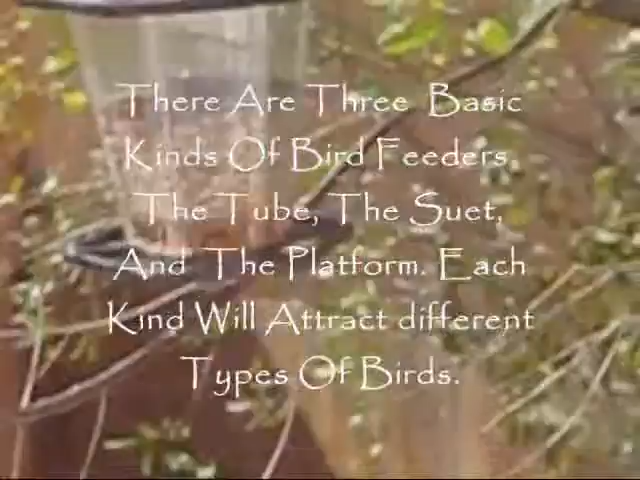 There Are Three Basic
Kinds Of Bird Feeders
The Tube, The Suet,
And The Platform. Each
Kind Will Attract different
Types Of Birds.